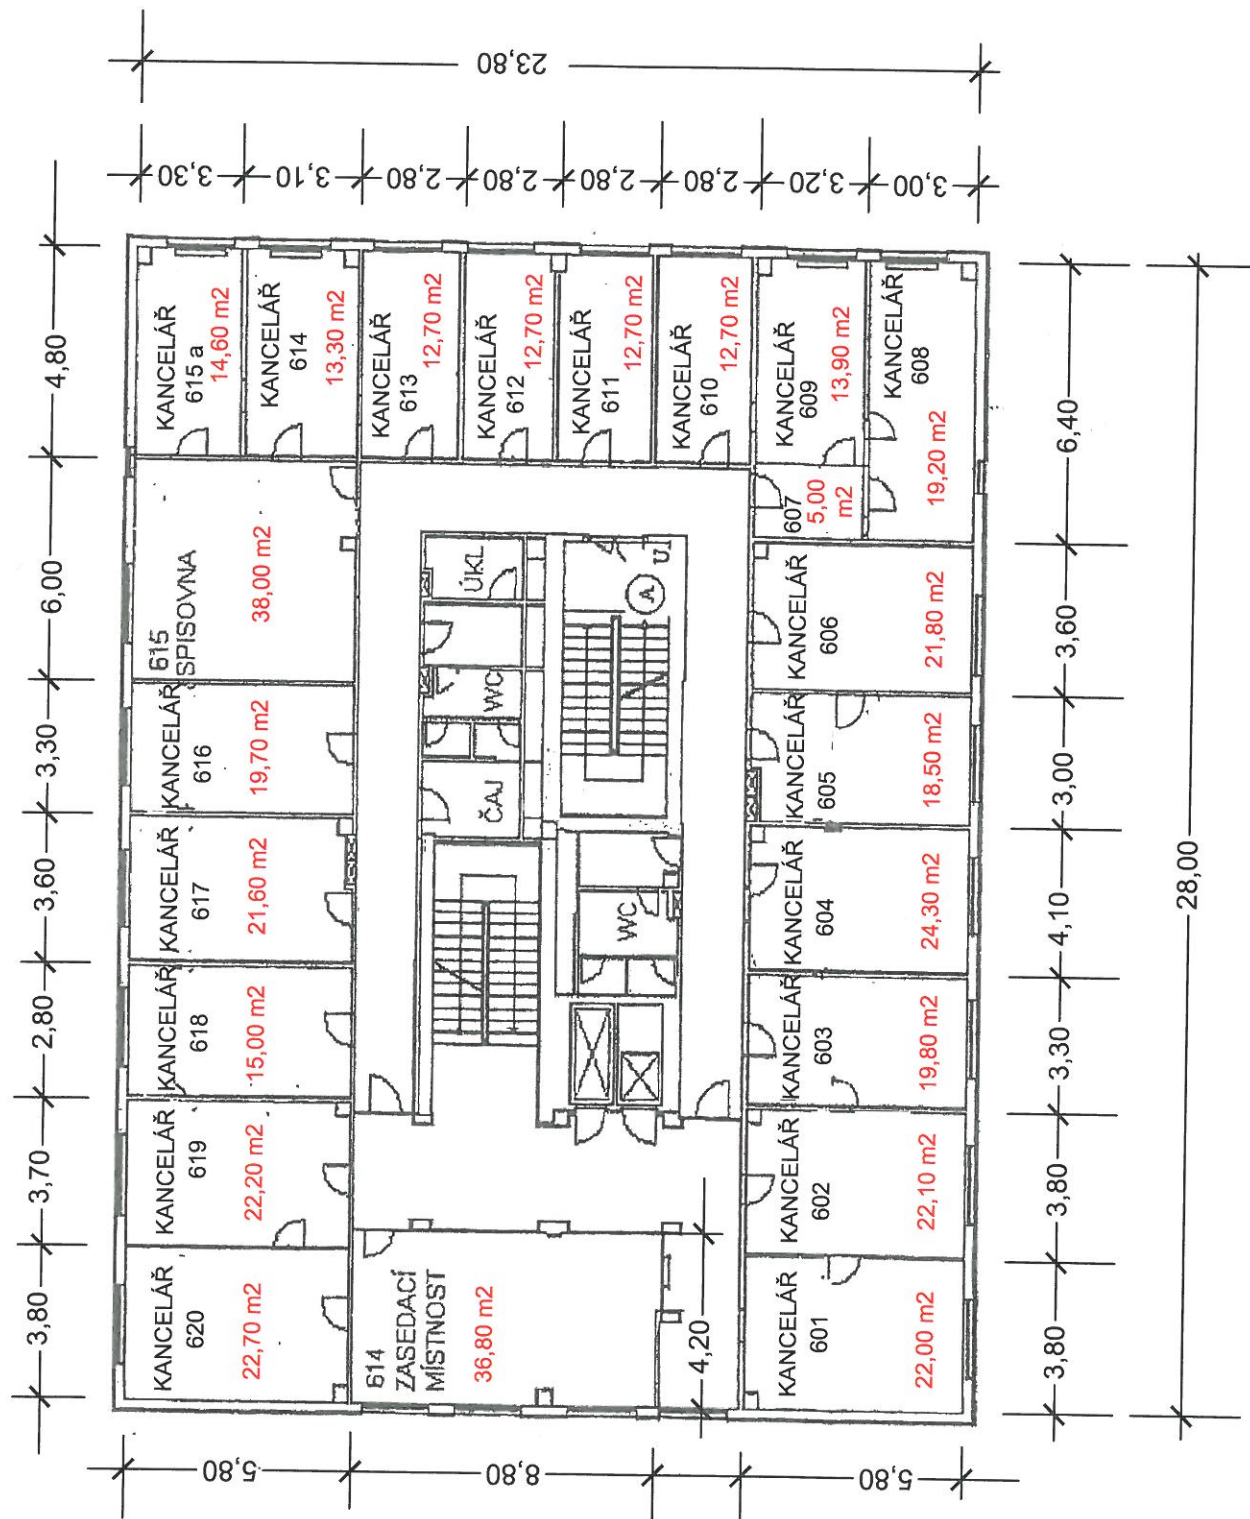 23,80
3,30
3,10
2,80
2,80
2,80
2,80
3,20
3,00
4,80
6,00
3,30
3,60
2,80
3,70
3,80
KANCELÁŘ
615 a
14,60 m2
KANCELÁŘ
614
13,30 m2
KANCELÁŘ
613
12,70 m2
KANCELÁŘ
612
12,70 m2
KANCELÁŘ
611
12,70 m2
KANCELÁŘ
610
12,70 m2
KANCELÁŘ
609
13,90 m2
KANCELÁŘ
608
19,20 m2
607
5,00
m2
615
SPISOVNA
38,00 m2
KANCELÁŘ
616
19,70 m2
KANCELÁŘ
617
21,60 m2
KANCELÁŘ
618
15,00 m2
KANCELÁŘ
619
22,20 m2
KANCELÁŘ
620
22,70 m2
ÚKL
WC
ČAJ
A
WC
614
ZASEDACÍ
MÍSTNOST
36,80 m2
4,20
KANCELÁŘ
606
21,80 m2
KANCELÁŘ
605
18,50 m2
KANCELÁŘ
604
24,30 m2
KANCELÁŘ
603
19,80 m2
KANCELÁŘ
602
22,10 m2
KANCELÁŘ
601
22,00 m2
6,40
3,60
3,00
4,10
3,30
3,80
3,80
28,00
5,80
8,80
5,80